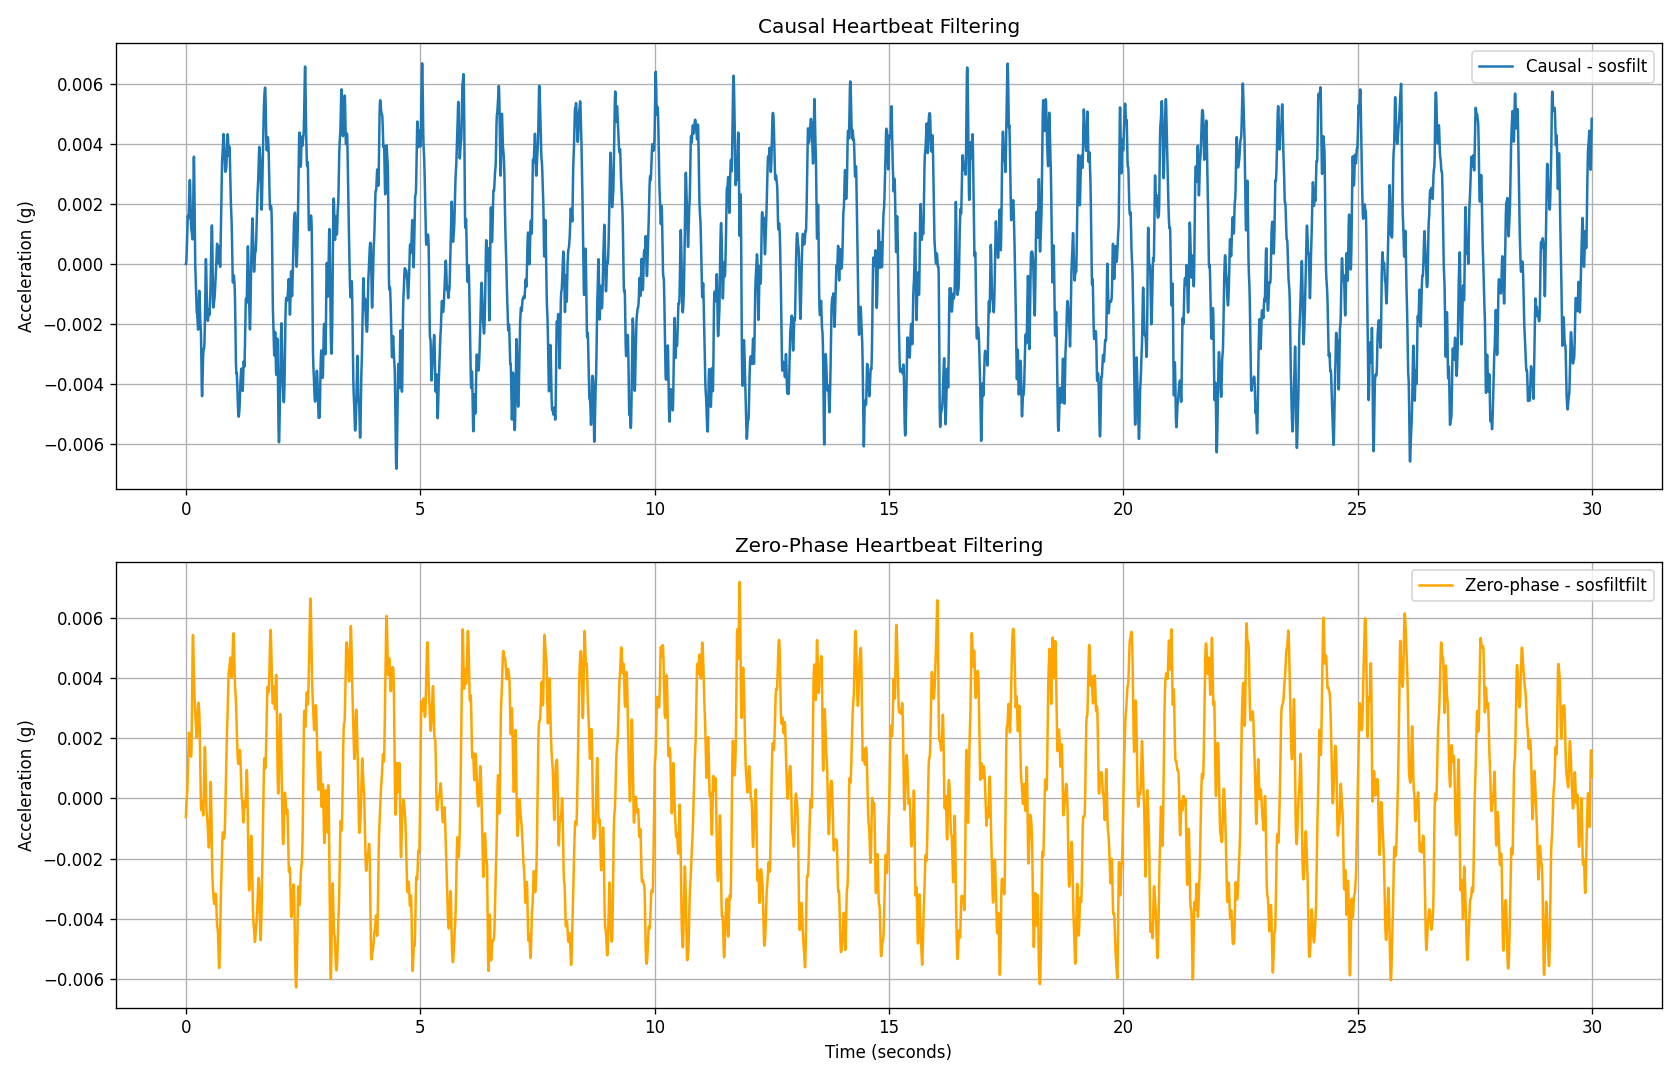 Causal Heartbeat Filtering
Causal - sosfilt
Acceleration (g)
0.006
0.004
0.002
0.000
−0.002
−0.004
−0.006
0 5 10 15 20 25 30
Zero-Phase Heartbeat Filtering
Zero-phase - sosfiltfilt
Acceleration (g)
0.006
0.004
0.002
0.000
−0.002
−0.004
−0.006
0 5 10 15 20 25 30
Time (seconds)